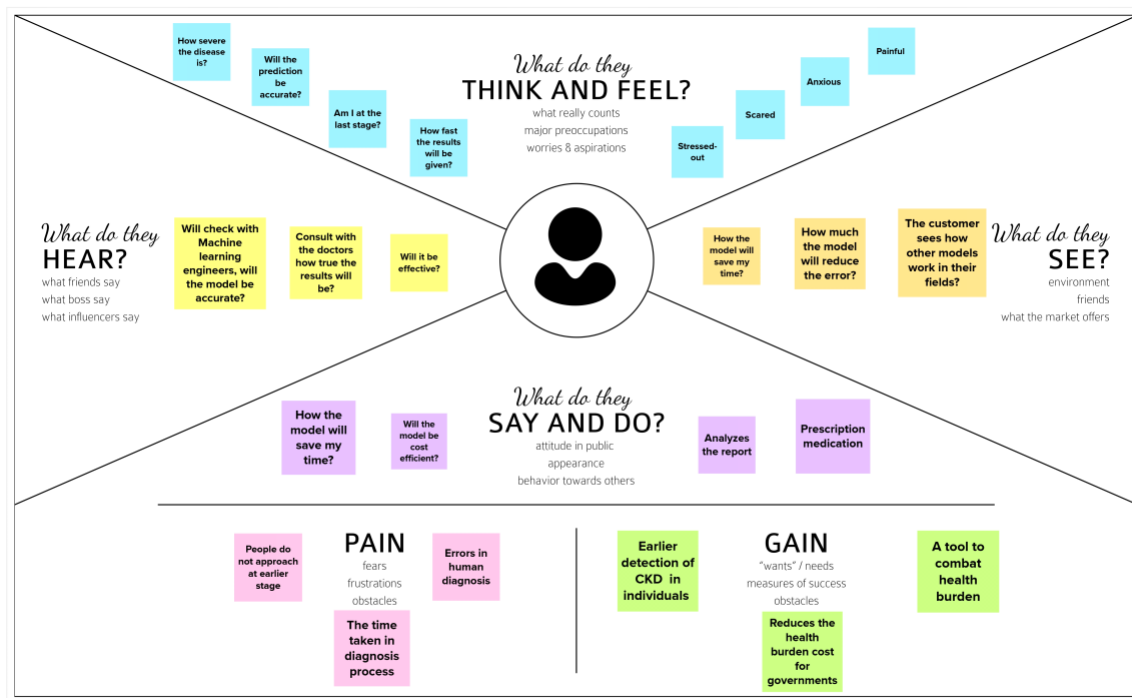 How severe
the disease
is?
Will the
prediction
be
accurate?
Am I at the
last stage?
How fast
the results
will be
given?
What do they
THINK AND FEEL?
what really counts
major preoccupations
worries & aspirations
Stressed-
out
Scared
Anxious
Painful
What do they
HEAR?
what friends say
what boss say
what influencers say
Will check with
Machine
learning
engineers, will
the model be
accurate?
Consult with
the doctors
how true the
results will
be?
Will it be
effective?
How the
model will
save my
time?
How much
the model
will reduce
the error?
The customer
sees how
other models
work in their
fields?
What do they
SEE?
environment
friends
what the market offers
How the
model will
save my
time?
Will the
model be
cost
efficient?
What do they
SAY AND DO?
attitude in public
appearance
behavior towards others
Analyzes
the report
Prescription
medication
People do
not approach
at earlier
stage
PAIN
fears
frustrations
obstacles
Errors in
human
diagnosis
The time
taken in
diagnosis
process
Earlier
detection of
CKD in
individuals
GAIN
"wants" / needs
measures of success
obstacles
Reduces the
health
burden cost
for
governments
A tool to
combat
health
burden